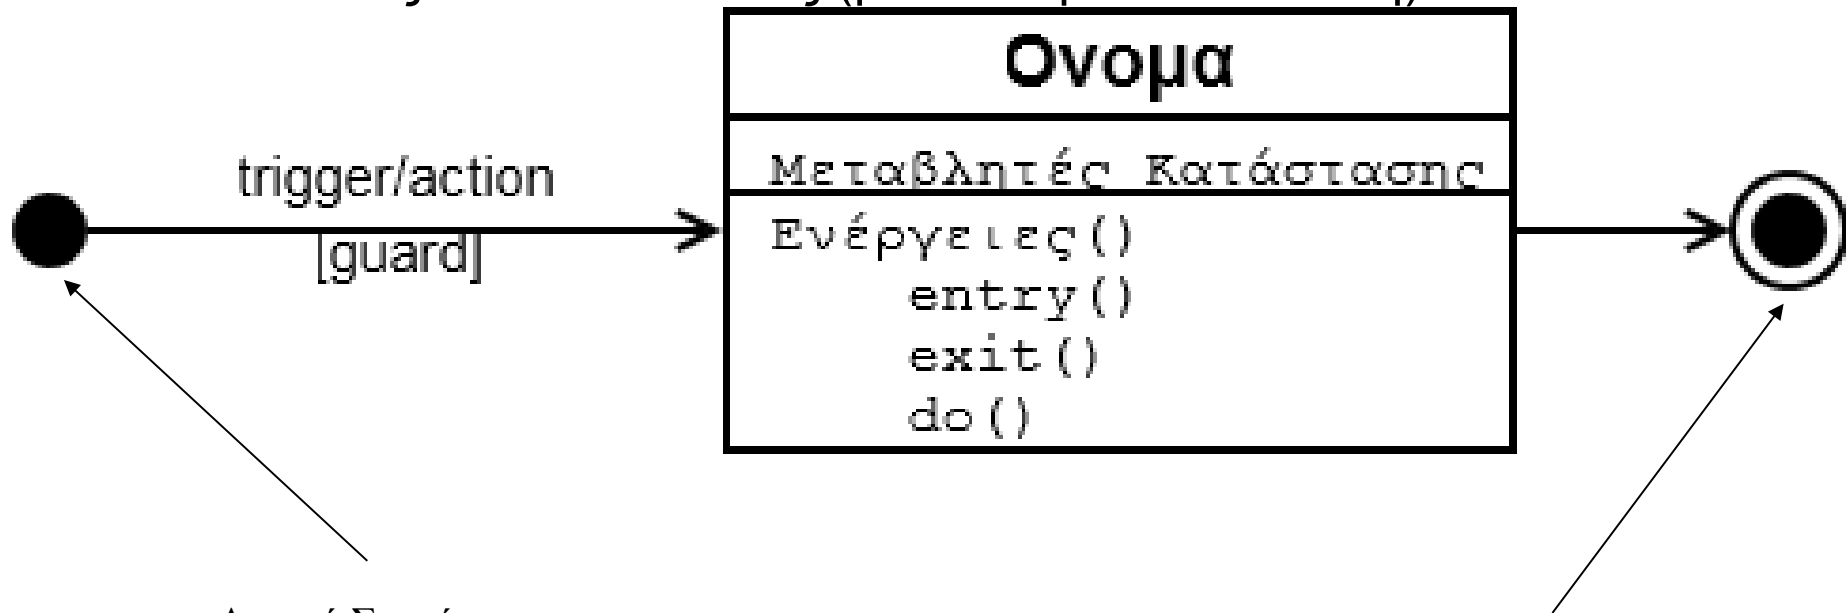 Ονομα
trigger/action
Μεταβλητές Κατάστασης
[guard]
Ενέργειες()
entry()
exit()
do()